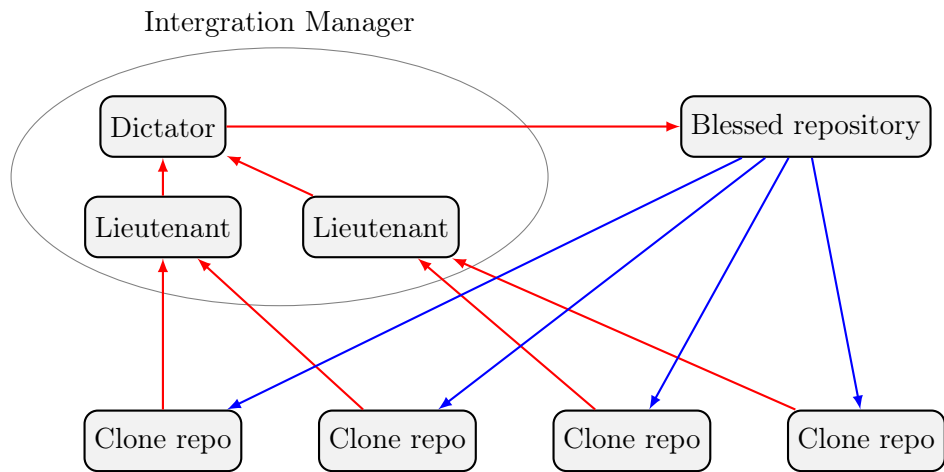 Intergration Manager
Dictator
Blessed repository
Lieutenant
Lieutenant
Clone repo
Clone repo
Clone repo
Clone repo